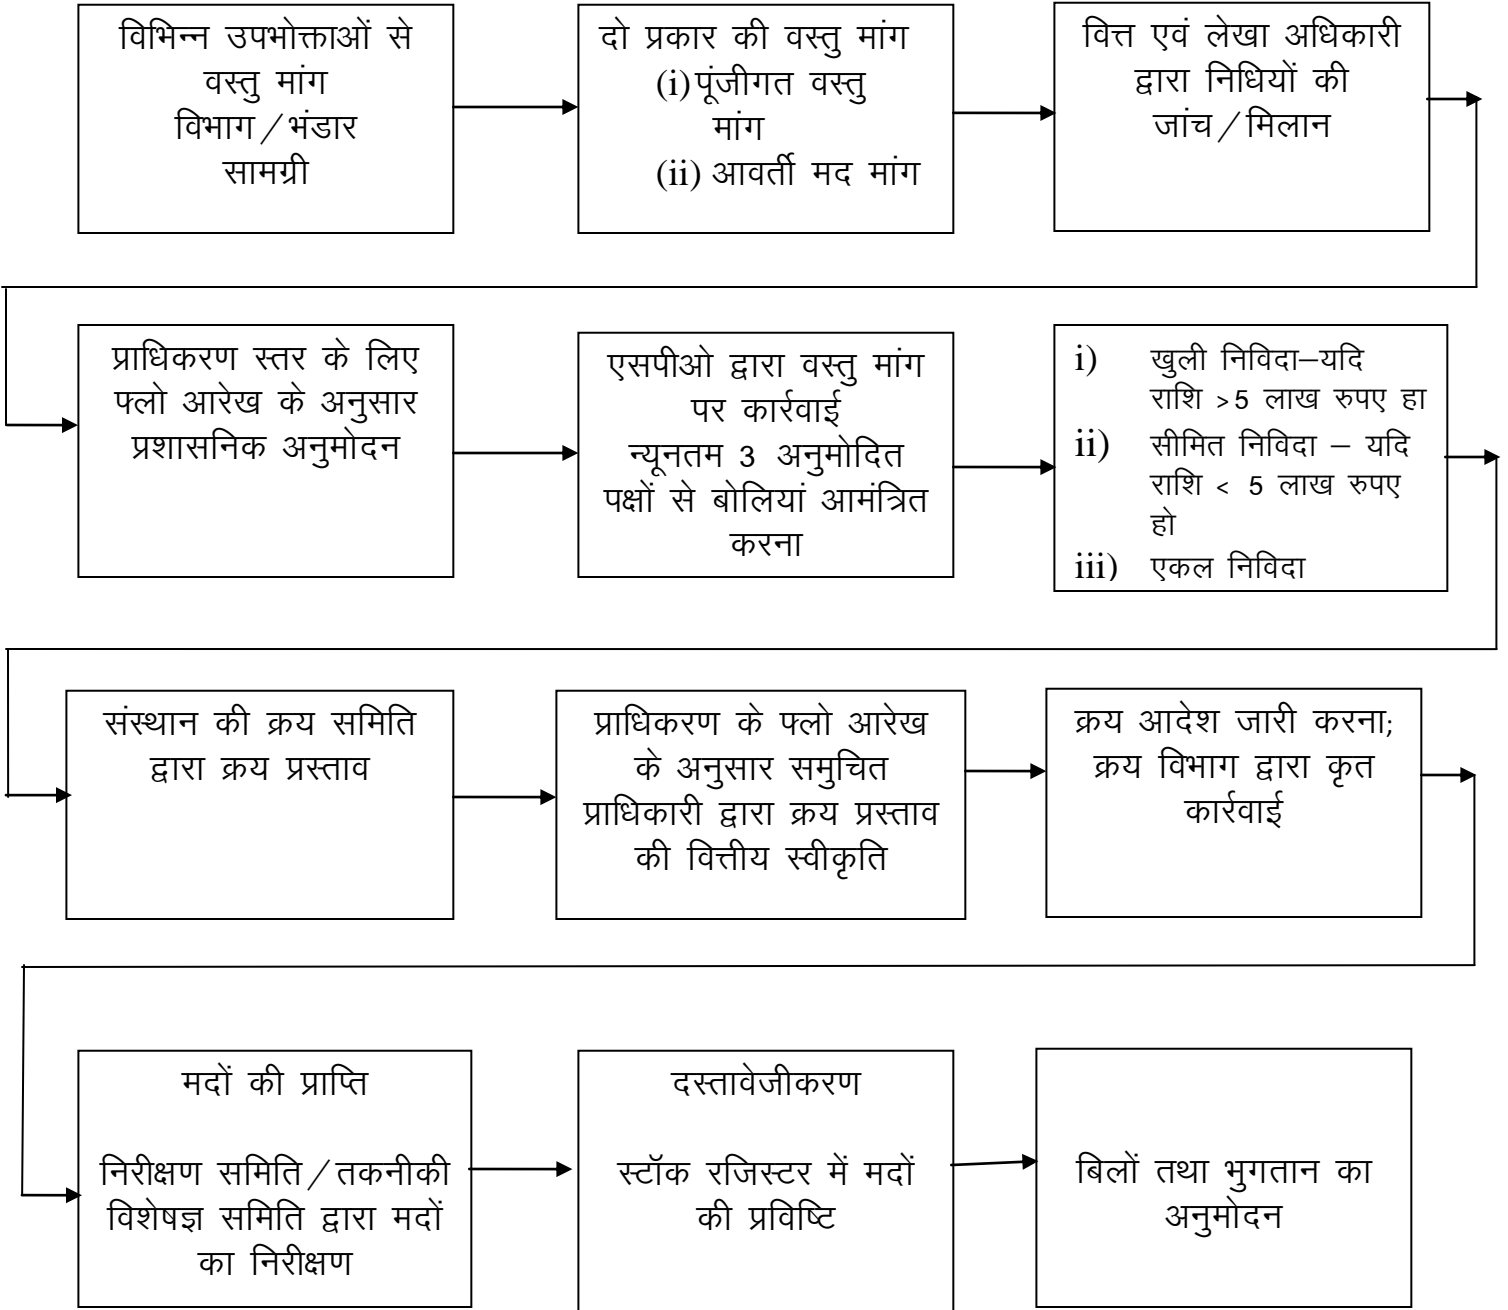 विभिन्न उपभोक्ताओं से
वस्तु मांग
विभाग/भंडार
सामग्री
दो प्रकार की वस्तु मांग
(i) पूंजीगत वस्तु
मांग
(ii) आवर्ती मद मांग
वित्त एवं लेखा अधिकारी
द्वारा निधियों की
जांच/मिलान
प्राधिकरण स्तर के लिए
फ्लो आरेख के अनुसार
प्रशासनिक अनुमोदन
एसपीओ द्वारा वस्तु मांग
पर कार्रवाई
न्यूनतम 3 अनुमोदित
पक्षों से बोलियां आमंत्रित
करना
i) खुली निविदा–यदि
राशि >5 लाख रुपए हा
ii) सीमित निविदा – यदि
राशि < 5 लाख रुपए
हो
iii) एकल निविदा
संस्थान की क्रय समिति
द्वारा क्रय प्रस्ताव
प्राधिकरण के फ्लो आरेख
के अनुसार समुचित
प्राधिकारी द्वारा क्रय प्रस्ताव
की वित्तीय स्वीकृति
क्रय आदेश जारी करना;
क्रय विभाग द्वारा कृत
कार्रवाई
मदों की प्राप्ति
निरीक्षण समिति/तकनीकी
विशेषज्ञ समिति द्वारा मदों
का निरीक्षण
दस्तावेजीकरण
स्टॉक रजिस्टर में मदों
की प्रविष्टि
बिलों तथा भुगतान का
अनुमोदन